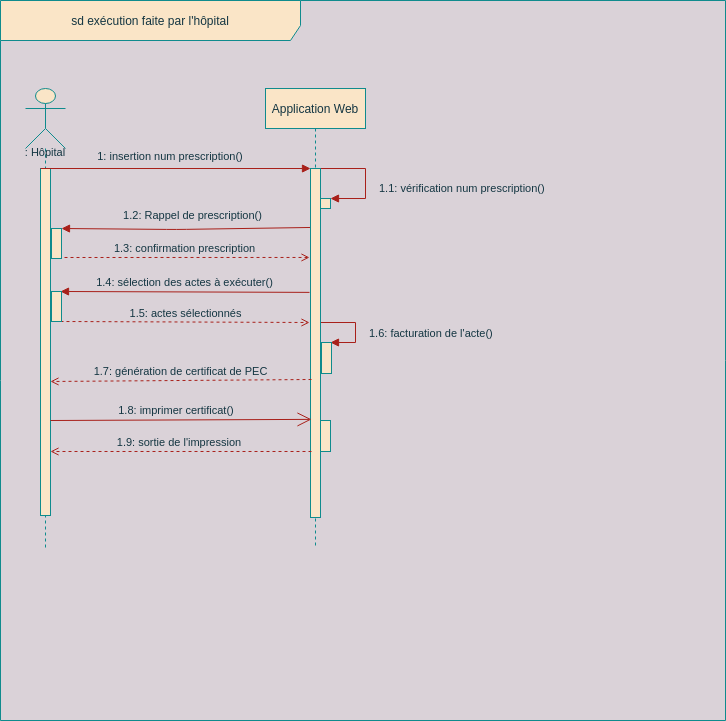 sd exécution faite par l'hôpital
Application Web
: Hôpital
1: insertion num prescription()
1.1: vérification num prescription()
1.2: Rappel de prescription()
1.3: confirmation prescription
1.4: sélection des actes à exécuter()
1.5: actes sélectionnés
1.6: facturation de l'acte()
1.7: génération de certificat de PEC
1.8: imprimer certificat()
1.9: sortie de l'impression